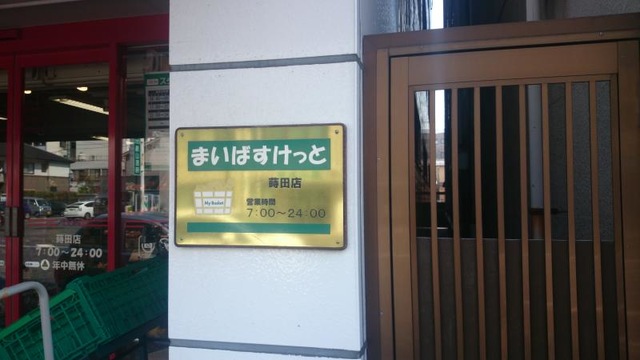 まいばすけっと
蒔田店
My Basket
営業時間
7:00～24:00
蒔田店
7:00～24:00
年中無休